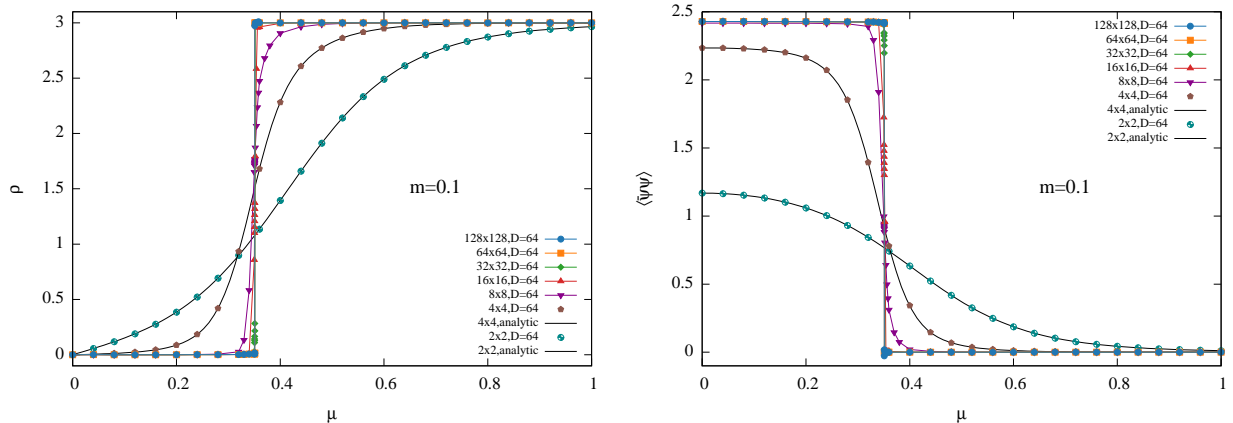 3
2.5
2
1.5
1
0.5
0
ρ
m=0.1
128x128,D=64
64x64,D=64
32x32,D=64
16x16,D=64
8x8,D=64
4x4,D=64
4x4,analytic
2x2,D=64
2x2,analytic
0 0.2 0.4 0.6 0.8 1
μ
2.5
2
1.5
1
0.5
0
⟨ψ̄ψ⟩
128x128,D=64
64x64,D=64
32x32,D=64
16x16,D=64
8x8,D=64
4x4,D=64
4x4,analytic
2x2,D=64
2x2,analytic
m=0.1
0 0.2 0.4 0.6 0.8 1
μ